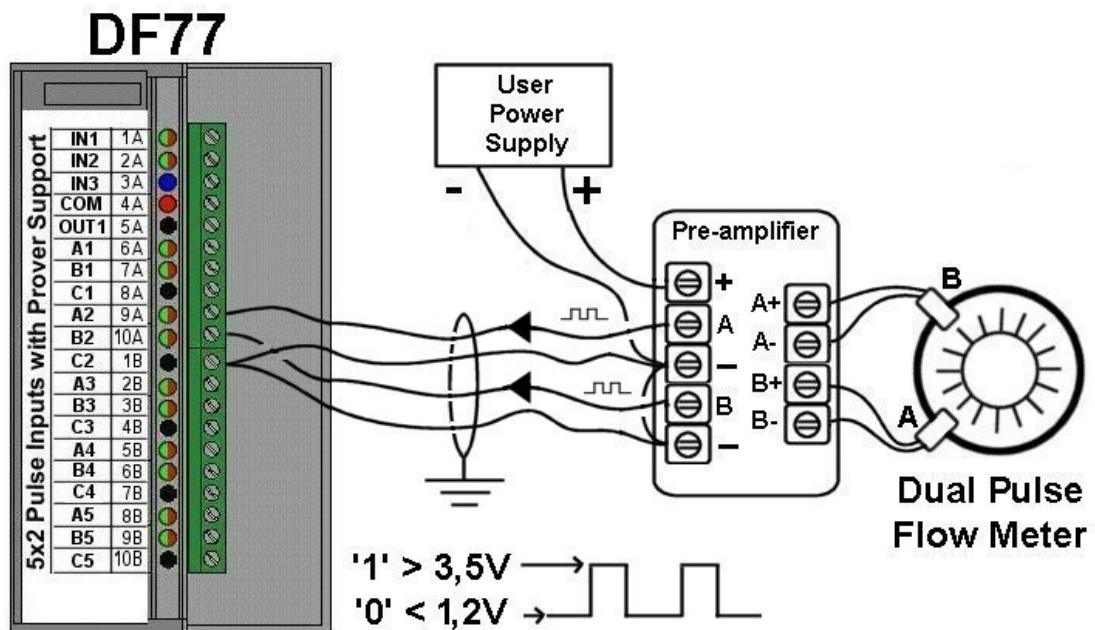 DF77
5x2 Pulse Inputs with Prover Support
IN1 1A
IN2 2A
IN3 3A
COM 4A
OUT1 5A
A1 6A
B1 7A
C1 8A
A2 9A
B2 10A
C2 1B
A3 2B
B3 3B
C3 4B
A4 5B
B4 6B
C4 7B
A5 8B
B5 9B
C5 10B
User
Power
Supply
- +
Pre-amplifier
+
A
−
B
−
A+
A-
B+
B-
B
A
Dual Pulse
Flow Meter
'1' > 3,5V
'0' < 1,2V